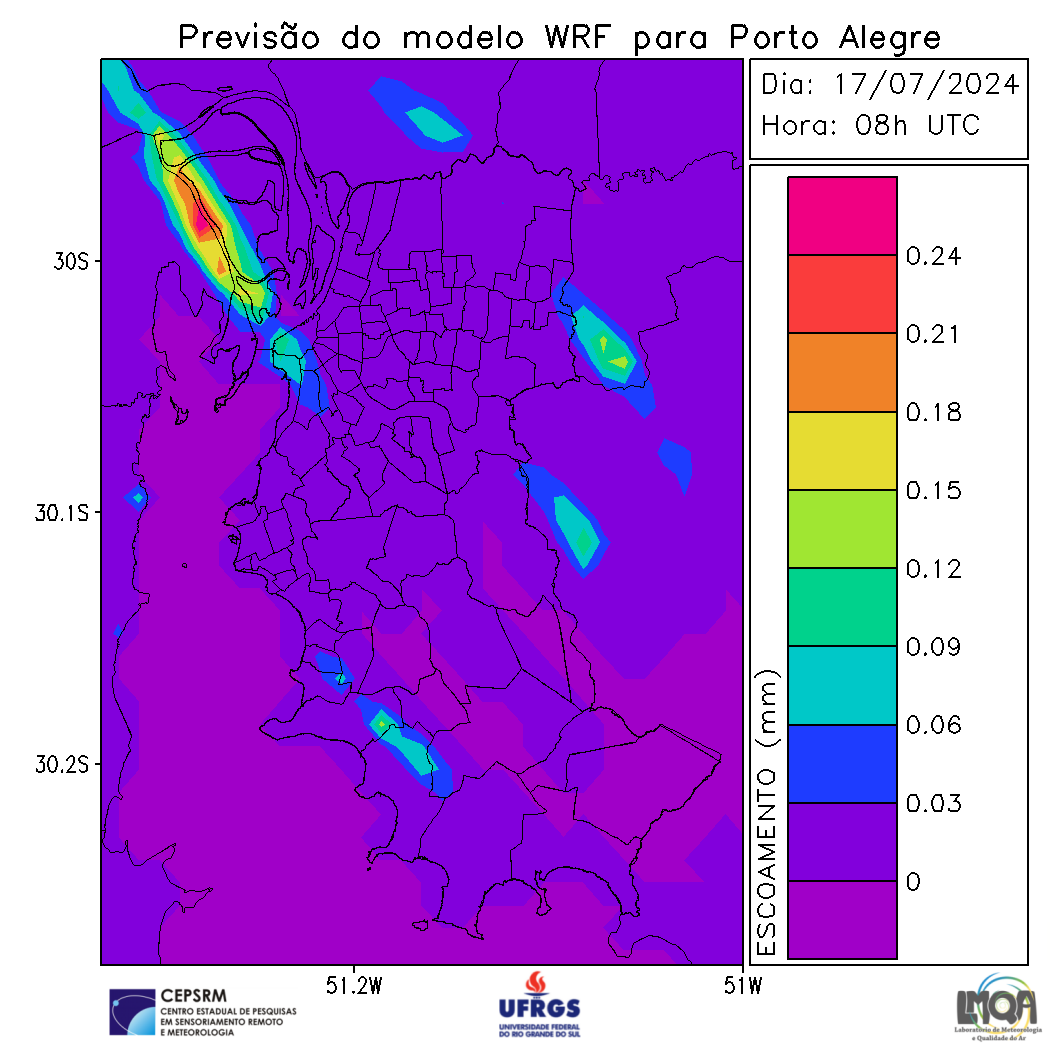 Previsão do modelo WRF para Porto Alegre
Dia: 17/07/2024
Hora: 08h UTC
30S
30.1S
30.2S
51.2W
51W
ESCOAMENTO (mm)
0.24
0.21
0.18
0.15
0.12
0.09
0.06
0.03
0
CEPSRM
CENTRO ESTADUAL DE PESQUISAS
EM SENSORIAMENTO REMOTO
E METEOROLOGIA
UFRGS
UNIVERSIDADE FEDERAL
DO RIO GRANDE DO SUL
LMQA
Laboratório de Meteorologia
e Qualidade do Ar